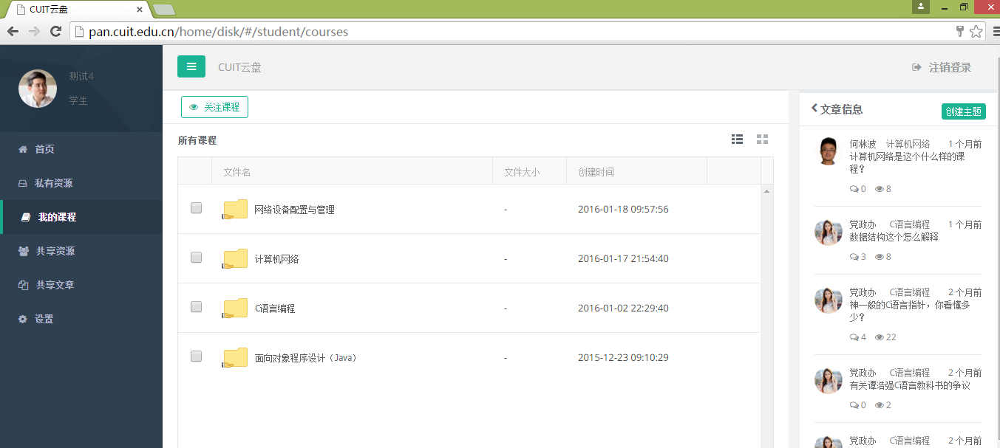 CUIT云盘
pan.cuit.edu.cn/home/disk/#/student/courses
测试4
学生
首页
私有资源
我的课程
共享资源
共享文章
设置
CUIT云盘
注销登录
关注课程
所有课程
文件名 文件大小 创建时间
网络设备配置与管理 - 2016-01-18 09:57:56
计算机网络 - 2016-01-17 21:54:40
C语言编程 - 2016-01-02 22:29:40
面向对象程序设计（Java） - 2015-12-23 09:10:29
文章信息 创建主题
何林波 计算机网络 1 个月前
计算机网络是这个什么样的课
程？
0 8
党政办 C语言编程 1 个月前
数据结构这个怎么解释
3 8
党政办 C语言编程 2 个月前
神一般的C语言指针，你看懂多
少？
4 22
党政办 C语言编程 2 个月前
有关谭浩强C语言教科书的争议
0 2
党政办 C语言编程 2 个月前